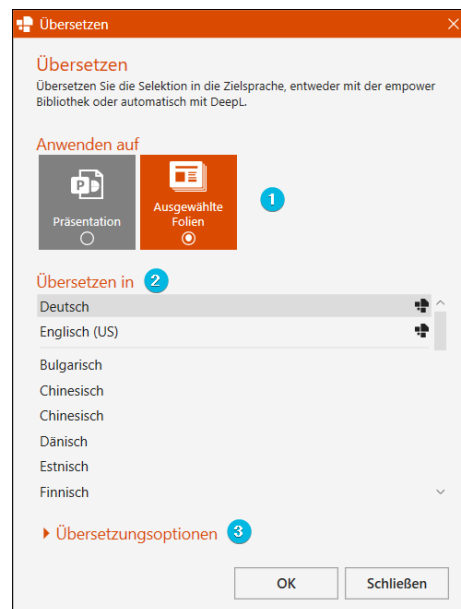 Übersetzen
Übersetzen
Übersetzen Sie die Selektion in die Zielsprache, entweder mit der empower
Bibliothek oder automatisch mit DeepL.
Anwenden auf
Präsentation
Ausgewählte
Folien
1
Übersetzen in 2
Deutsch
Englisch (US)
Bulgarisch
Chinesisch
Chinesisch
Dänisch
Estnisch
Finnisch
Übersetzungsoptionen 3
OK Schließen